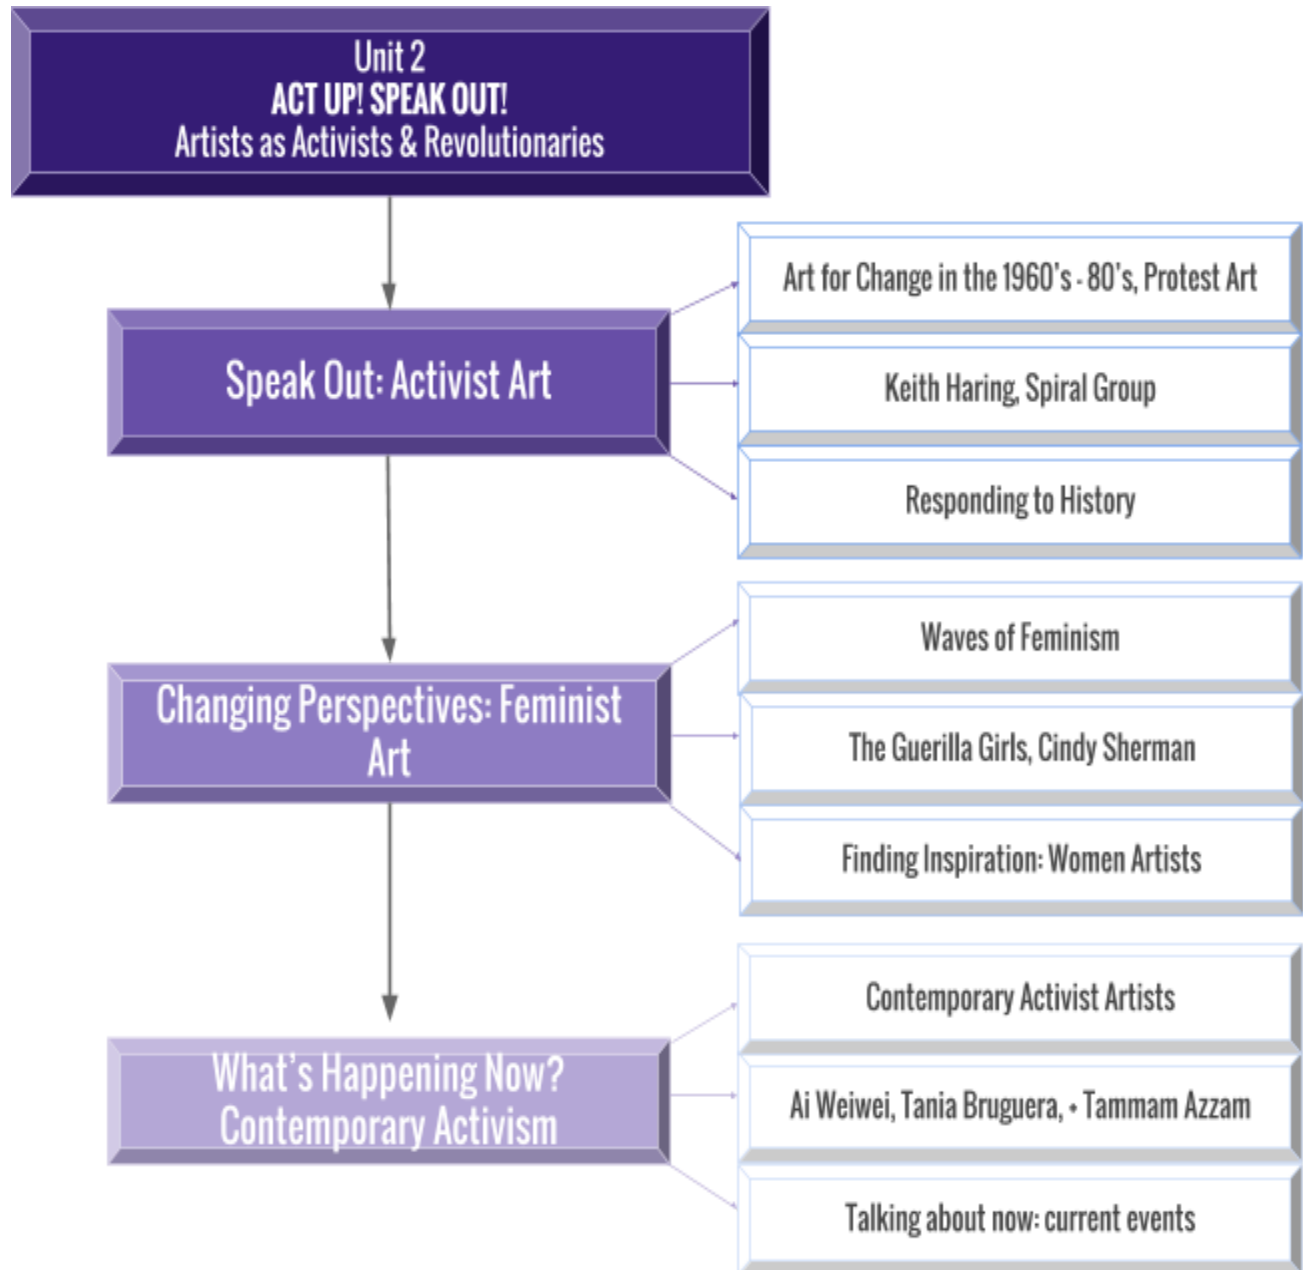 Unit 2
ACT UP! SPEAK OUT!
Artists as Activists & Revolutionaries
Speak Out: Activist Art
Art for Change in the 1960's - 80's, Protest Art
Keith Haring, Spiral Group
Responding to History
Changing Perspectives: Feminist
Art
Waves of Feminism
The Guerilla Girls, Cindy Sherman
Finding Inspiration: Women Artists
What's Happening Now?
Contemporary Activism
Contemporary Activist Artists
Ai Weiwei, Tania Bruguera, + Tammam Azzam
Talking about now: current events